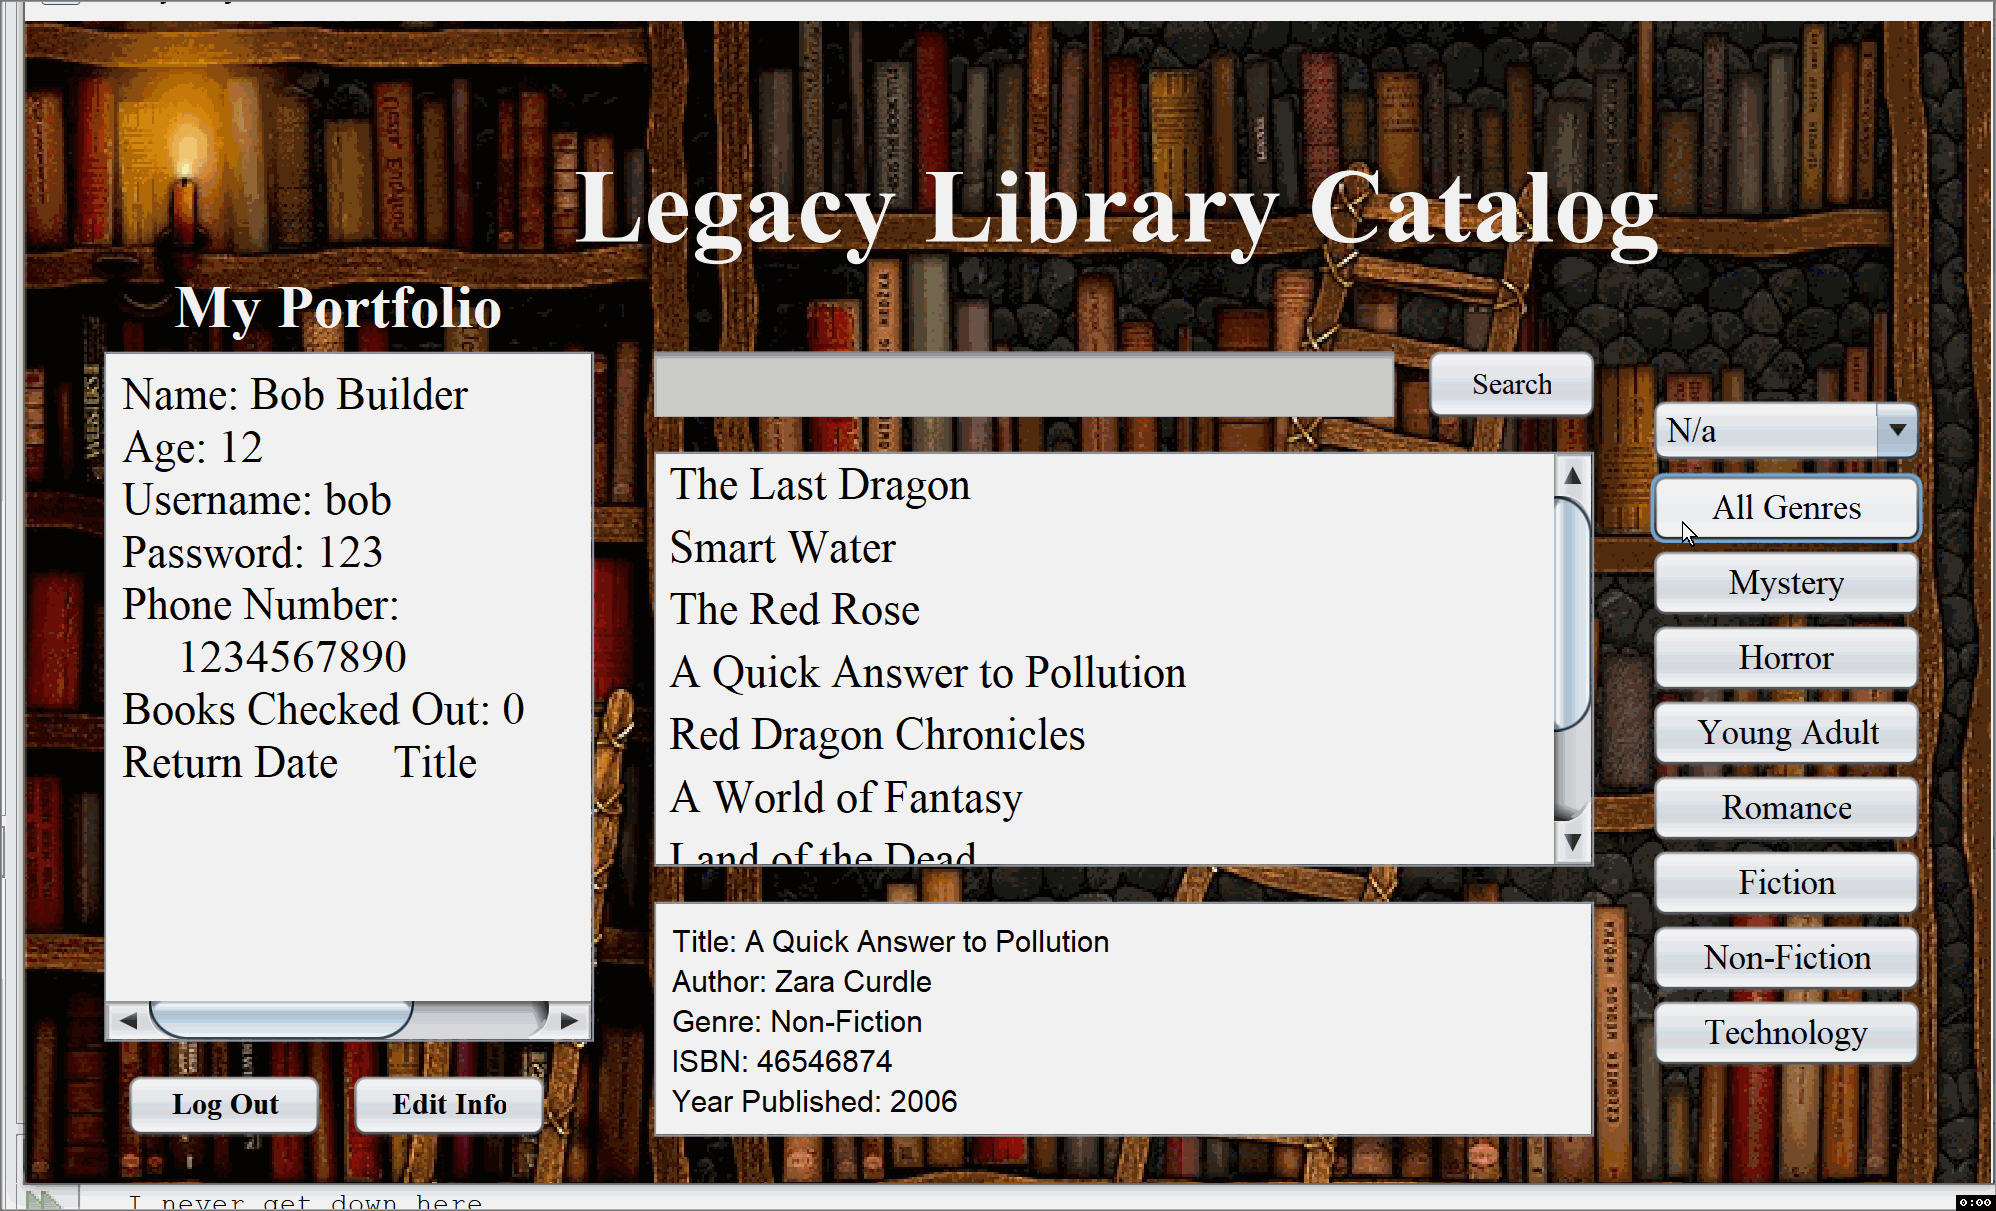 Legacy Library Catalog
My Portfolio
Name: Bob Builder
Age: 12
Username: bob
Password: 123
Phone Number:
1234567890
Books Checked Out: 0
Return Date Title
Log Out
Edit Info
Search
The Last Dragon
Smart Water
The Red Rose
A Quick Answer to Pollution
Red Dragon Chronicles
A World of Fantasy
Land of the Dead
Title: A Quick Answer to Pollution
Author: Zara Curdle
Genre: Non-Fiction
ISBN: 46546874
Year Published: 2006
N/a
All Genres
Mystery
Horror
Young Adult
Romance
Fiction
Non-Fiction
Technology
I never get down here
0:00